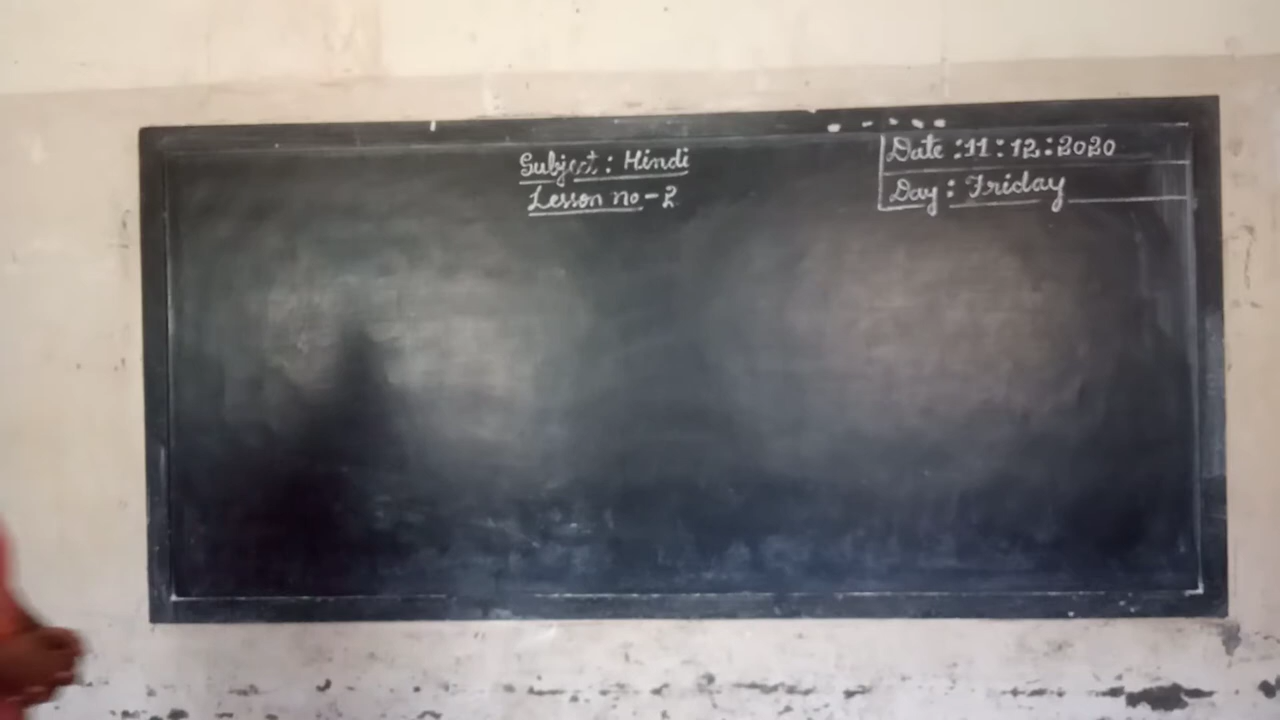 Subject : Hindi
Lesson no - 2
Date : 11 : 12 : 2020
Day : Friday